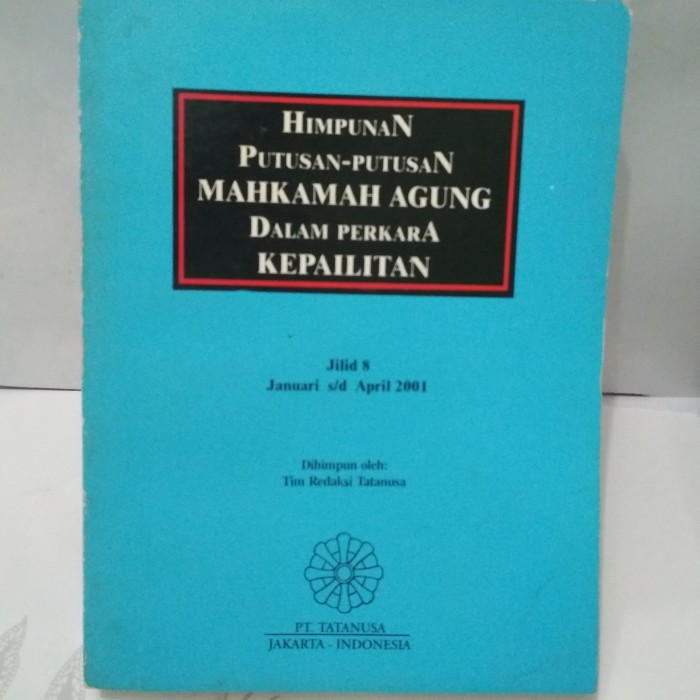 HIMPUNAN
PUTUSAN-PUTUSAN
MAHKAMAH AGUNG
DALAM PERKARA
KEPAILITAN
Jilid 8
Januari s/d April 2001
Dihimpun oleh:
Tim Redaksi Tatanusa
PT. TATANUSA
JAKARTA - INDONESIA